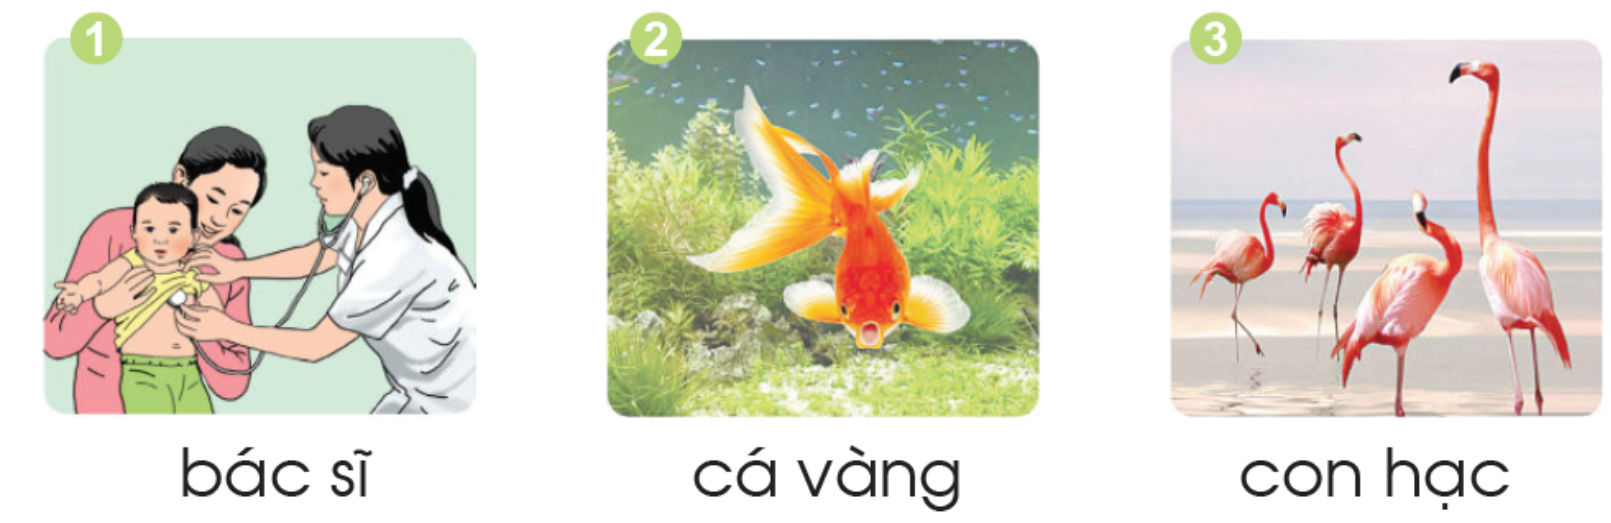 1
2
3
bác sĩ
cá vàng
con hạc